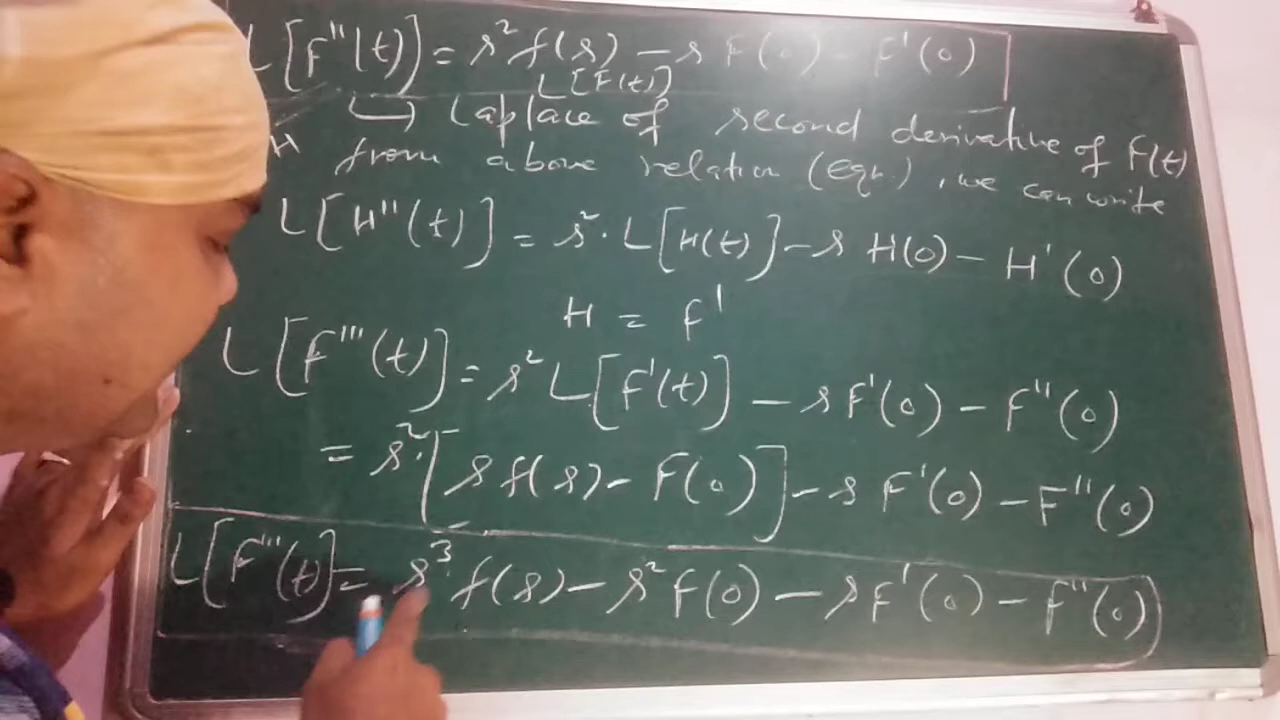 L[F''(t)] = s² f(s) - s F(0) - F'(0)
L[F(t)]
↳ Laplace of second derivative of F(t)
H from above relation (eqn.), we can write
L[H''(t)] = s². L[H(t)] - s H(0) - H'(0)
H = F'
L[F'''(t)] = s² L[F'(t)] - s F'(0) - F''(0)
= s². [s f(s) - F(0)] - s F'(0) - F''(0)
L[F'''(t)] = s³ f(s) - s² F(0) - s F'(0) - F''(0)